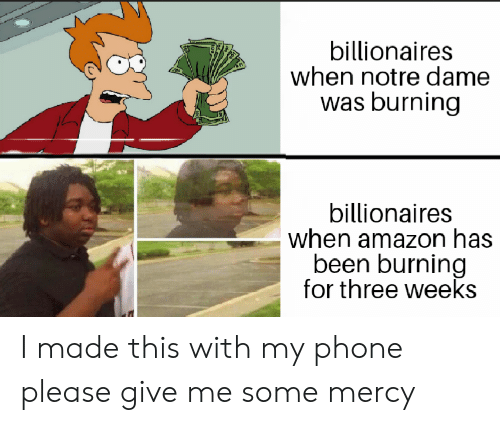 billionaires
when notre dame
was burning
billionaires
when amazon has
been burning
for three weeks
I made this with my phone
please give me some mercy